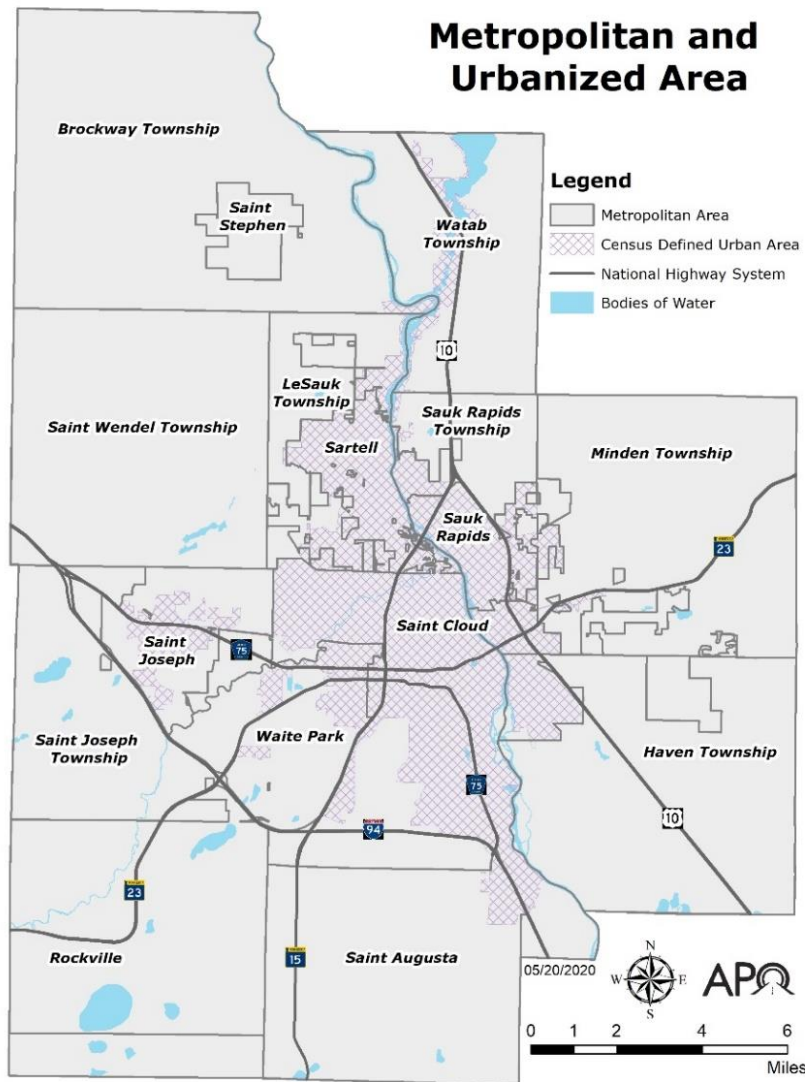 Metropolitan and
Urbanized Area
Brockway Township
Saint
Stephen
Watab
Township
Legend
Metropolitan Area
Census Defined Urban Area
National Highway System
Bodies of Water
10
LeSauk
Township
Sauk Rapids
Township
Saint Wendel Township
Sartell
Minden Township
Sauk
Rapids
23
Saint Cloud
Saint
Joseph
75
Saint Joseph
Township
Waite Park
Haven Township
75
10
94
23
15
Rockville
Saint Augusta
05/20/2020
N
W
E
S
APO
0 1 2 4 6
Miles